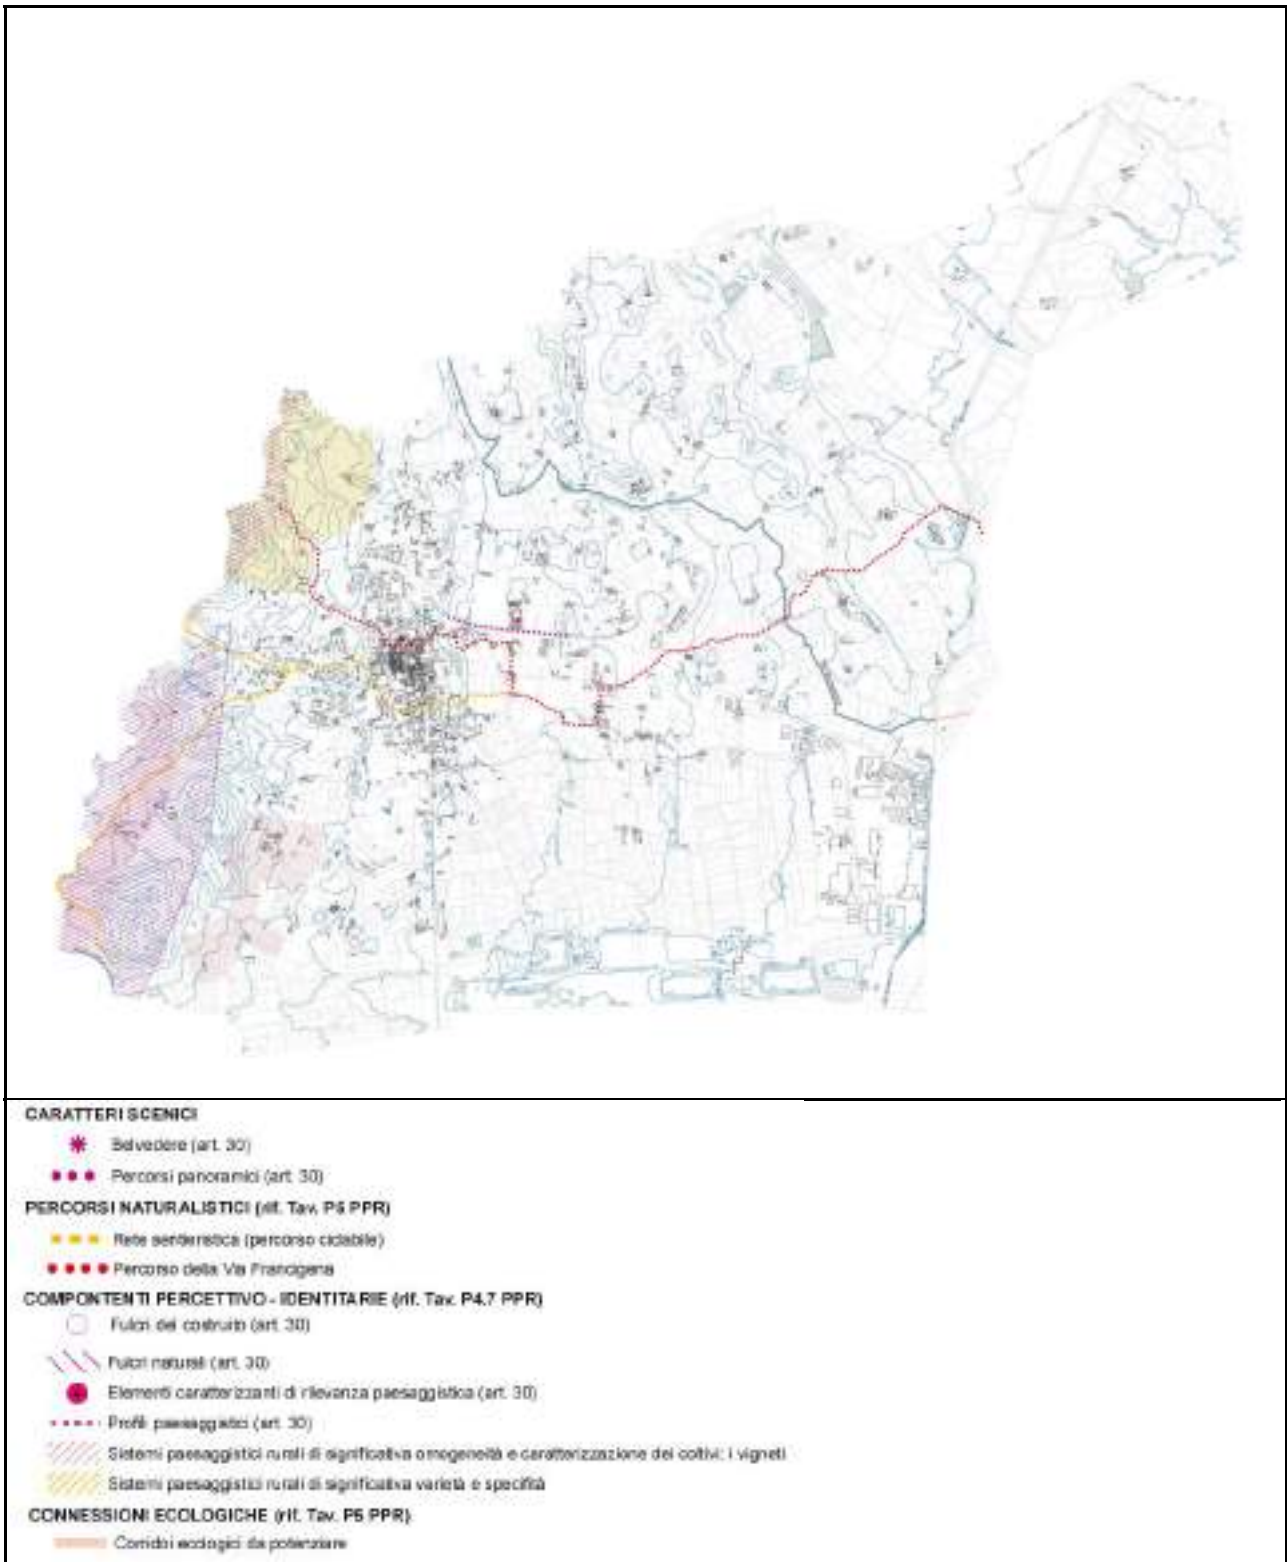 CARATTERI SCENICI
Belvedere (art. 30)
Percorsi panoramici (art. 30)
PERCORSI NATURALISTICI (rif. Tav. P5 PPR)
Rete sentieristica (percorso ciclabile)
Percorso della Via Francigena
COMPONTENTI PERCETTIVO - IDENTITARIE (rif. Tav. P4.7 PPR)
Fulcri del costruito (art. 30)
Fulcri naturali (art. 30)
Elementi caratterizzanti di rilevanza paesaggistica (art. 30)
Profili paesaggistici (art. 30)
Sistemi paesaggistici rurali di significativa omogeneità e caratterizzazione dei coltivi: i vigneti
Sistemi paesaggistici rurali di significativa varietà e specifità
CONNESSIONI ECOLOGICHE (rif. Tav. P5 PPR)
Corridoi ecologici da potenziare